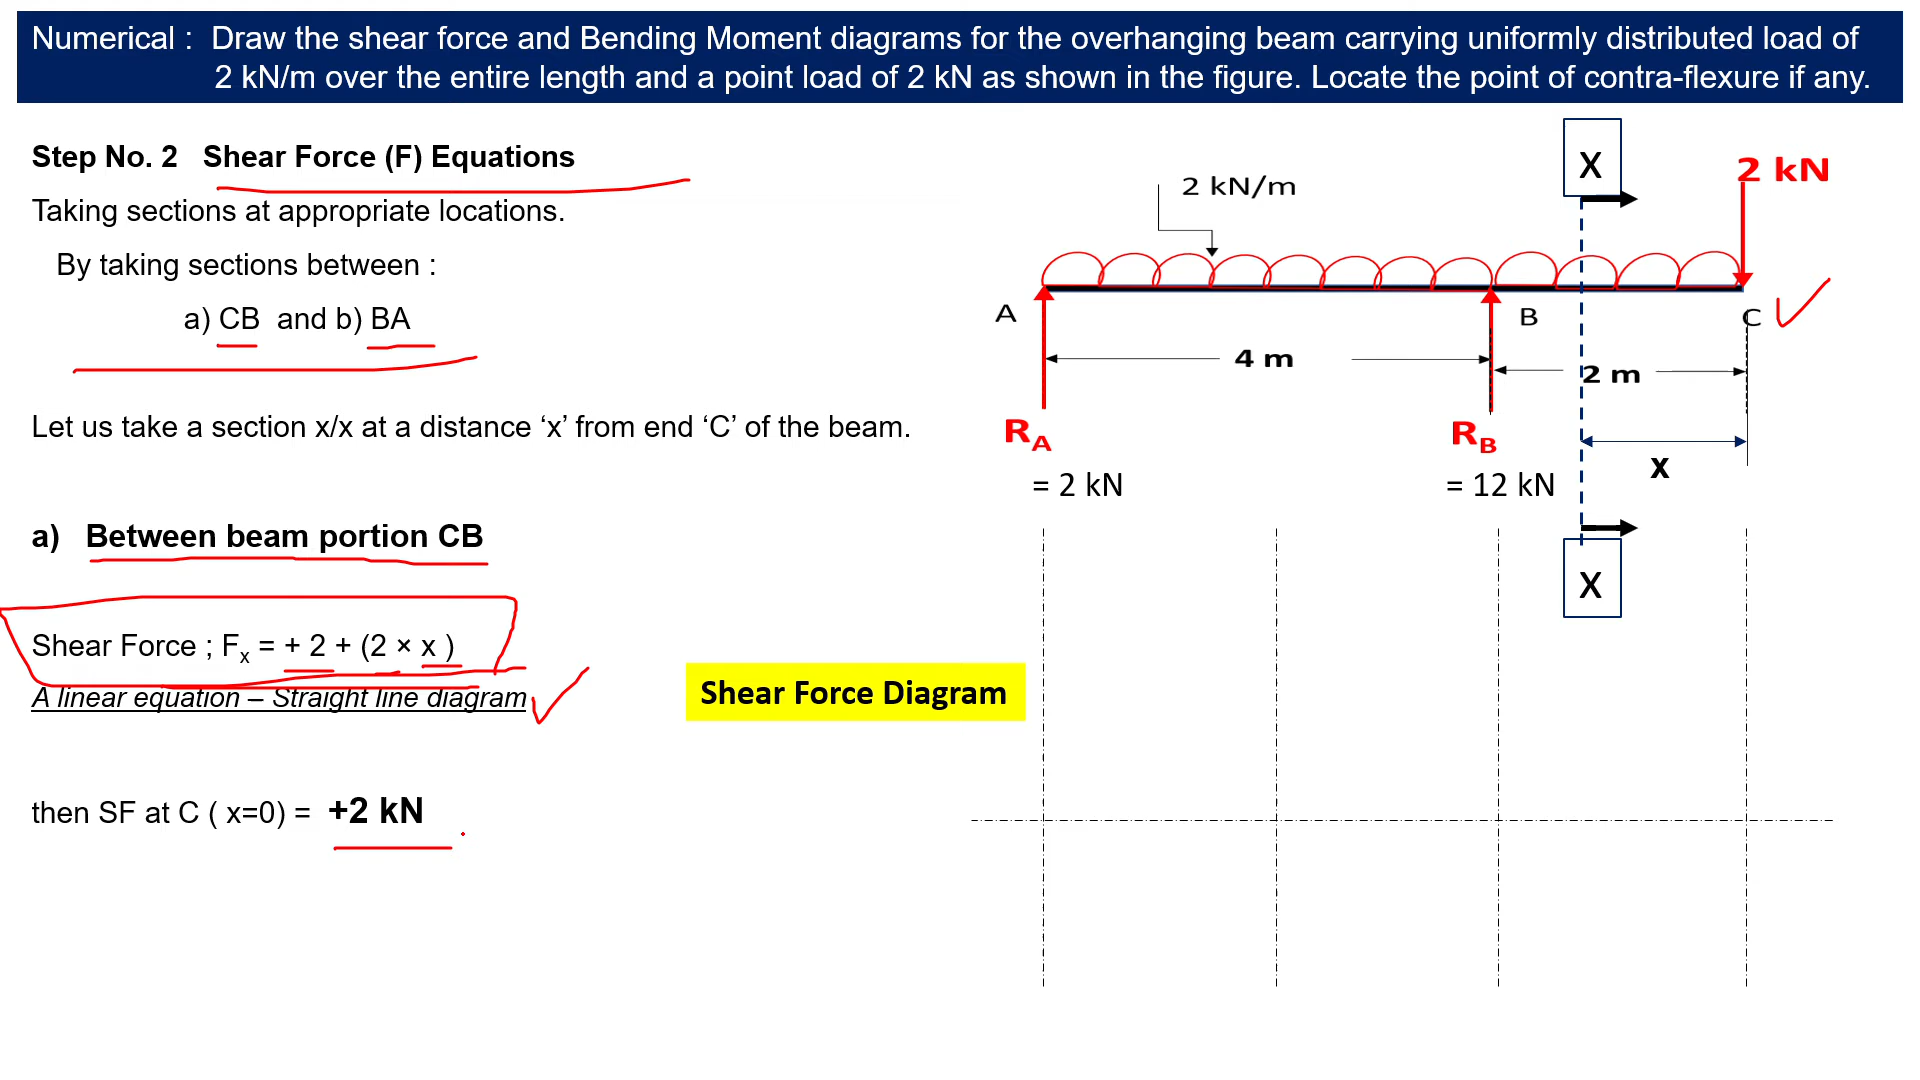 Numerical : Draw the shear force and Bending Moment diagrams for the overhanging beam carrying uniformly distributed load of
2 kN/m over the entire length and a point load of 2 kN as shown in the figure. Locate the point of contra-flexure if any.
Step No. 2 Shear Force (F) Equations
Taking sections at appropriate locations.
By taking sections between :
a) CB and b) BA
Let us take a section x/x at a distance ‘x’ from end ‘C’ of the beam.
a) Between beam portion CB
Shear Force ; Fx = + 2 + (2 × x )
A linear equation – Straight line diagram
then SF at C ( x=0) = +2 kN
X
2 kN
2 kN/m
A
B
C
4 m
2 m
RA
RB
x
= 2 kN
= 12 kN
X
Shear Force Diagram